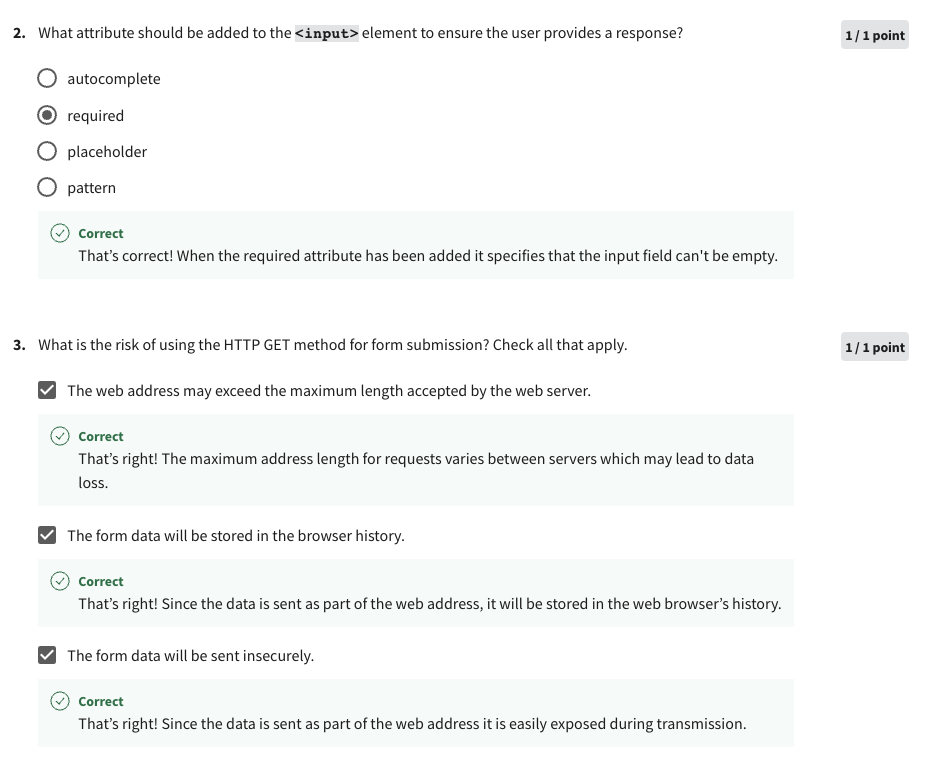 2. What attribute should be added to the <input> element to ensure the user provides a response?
1 / 1 point
autocomplete
required
placeholder
pattern
Correct
That’s correct! When the required attribute has been added it specifies that the input field can't be empty.
3. What is the risk of using the HTTP GET method for form submission? Check all that apply.
1 / 1 point
The web address may exceed the maximum length accepted by the web server.
Correct
That’s right! The maximum address length for requests varies between servers which may lead to data
loss.
The form data will be stored in the browser history.
Correct
That’s right! Since the data is sent as part of the web address, it will be stored in the web browser’s history.
The form data will be sent insecurely.
Correct
That’s right! Since the data is sent as part of the web address it is easily exposed during transmission.